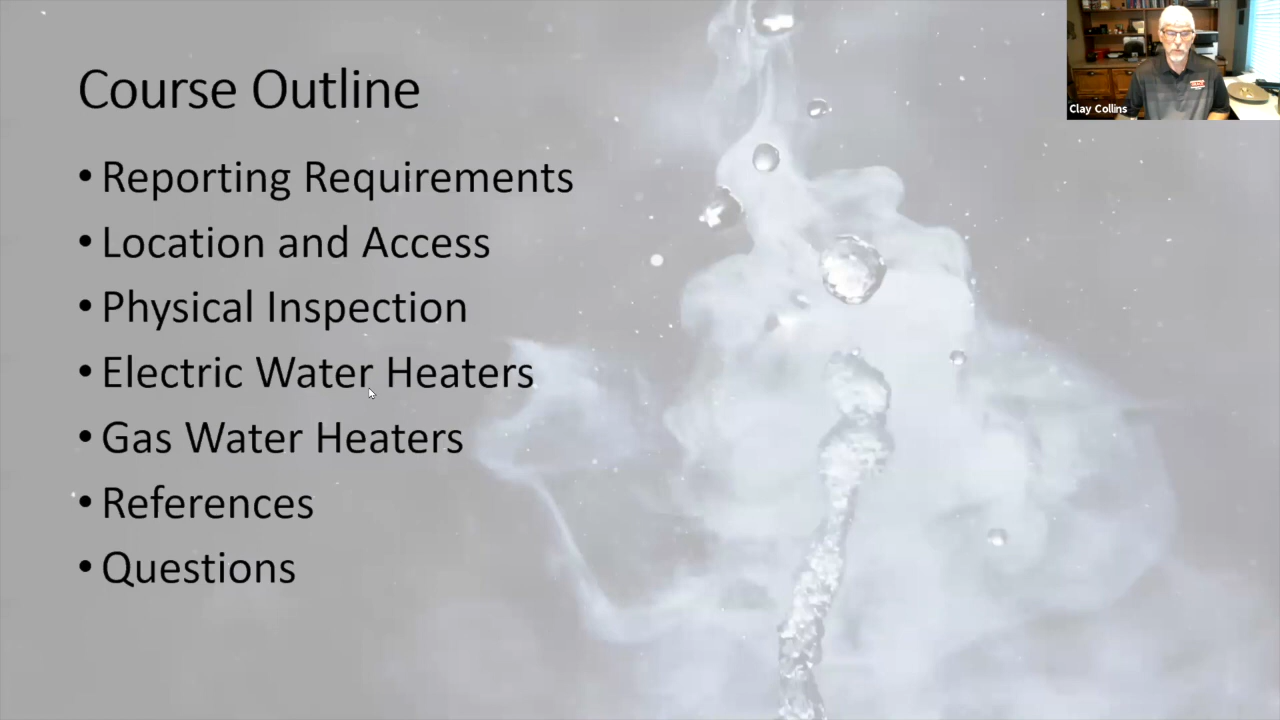 Course Outline
• Reporting Requirements
• Location and Access
• Physical Inspection
• Electric Water Heaters
• Gas Water Heaters
• References
• Questions
Clay Collins